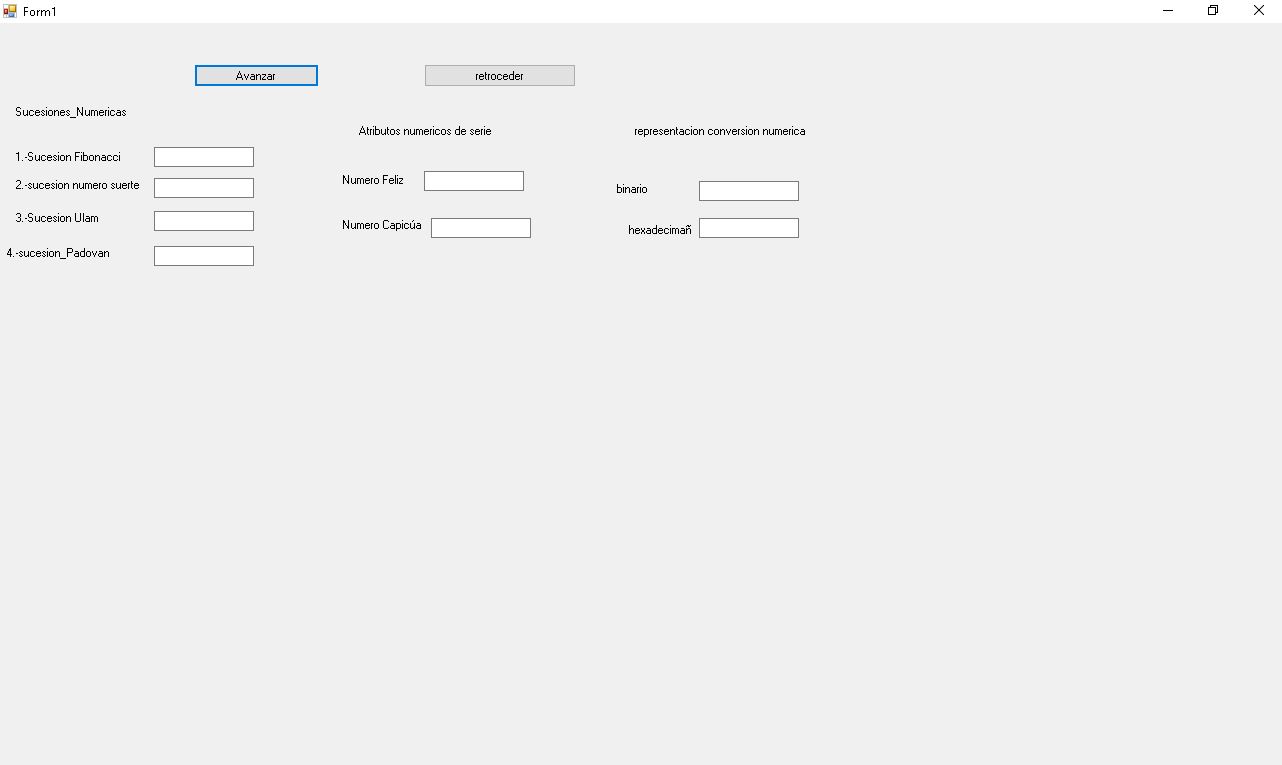 Form1
Avanzar
retroceder
Sucesiones_Numericas
Atributos numericos de serie
representacion conversion numerica
1.-Sucesion Fibonacci
2.-sucesion numero suerte
3.-Sucesion Ulam
4.-sucesion_Padovan
Numero Feliz
Numero Capicúa
binario
hexadecimañ